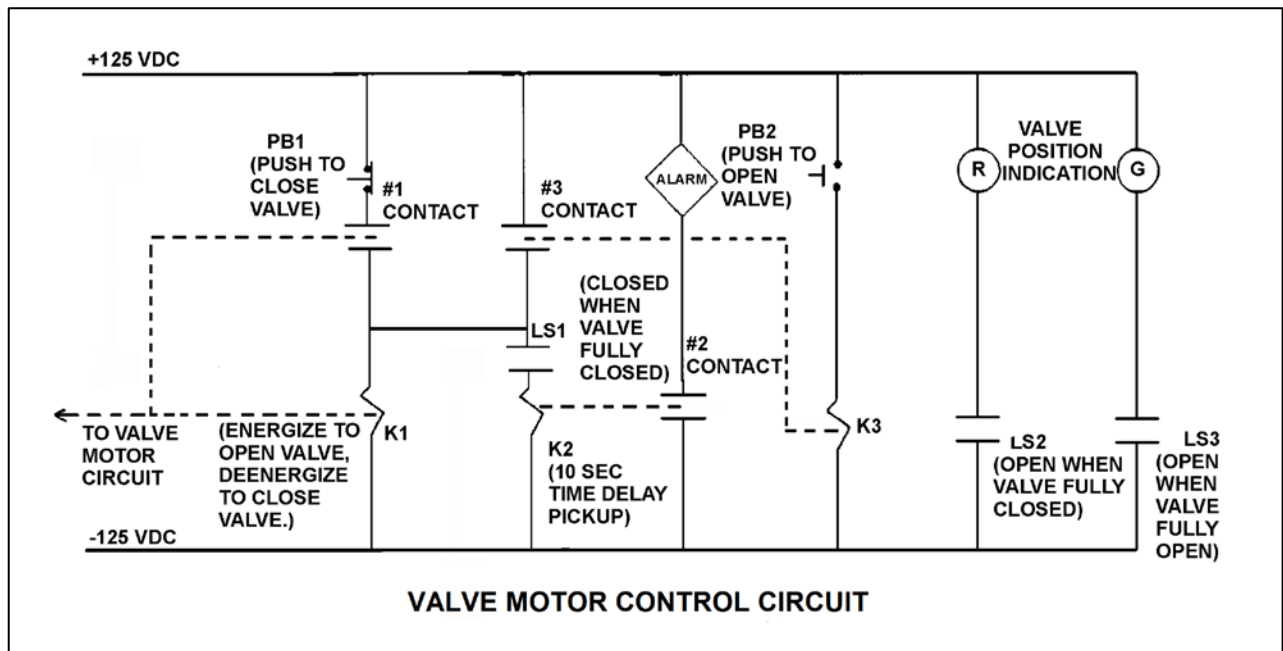 +125 VDC
PB1
(PUSH TO
CLOSE
VALVE)
#1
CONTACT
#3
CONTACT
ALARM
PB2
(PUSH TO
OPEN
VALVE)
R
VALVE
POSITION
INDICATION
G
(CLOSED
WHEN
VALVE
FULLY
CLOSED)
LS1
#2
CONTACT
TO VALVE
MOTOR
CIRCUIT
(ENERGIZE TO
OPEN VALVE,
DEENERGIZE
TO CLOSE
VALVE.)
K1
K2
(10 SEC
TIME DELAY
PICKUP)
K3
LS2
(OPEN WHEN
VALVE FULLY
CLOSED)
LS3
(OPEN
WHEN
VALVE
FULLY
OPEN)
-125 VDC
VALVE MOTOR CONTROL CIRCUIT